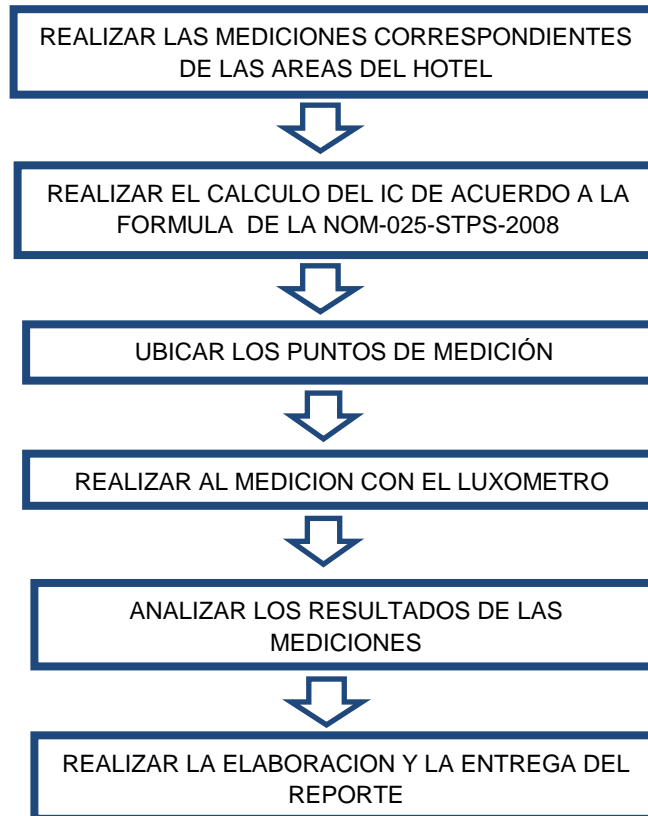 REALIZAR LAS MEDICIONES CORRESPONDIENTES
DE LAS AREAS DEL HOTEL
REALIZAR EL CALCULO DEL IC DE ACUERDO A LA
FORMULA DE LA NOM-025-STPS-2008
UBICAR LOS PUNTOS DE MEDICIÓN
REALIZAR AL MEDICION CON EL LUXOMETRO
ANALIZAR LOS RESULTADOS DE LAS
MEDICIONES
REALIZAR LA ELABORACION Y LA ENTREGA DEL
REPORTE